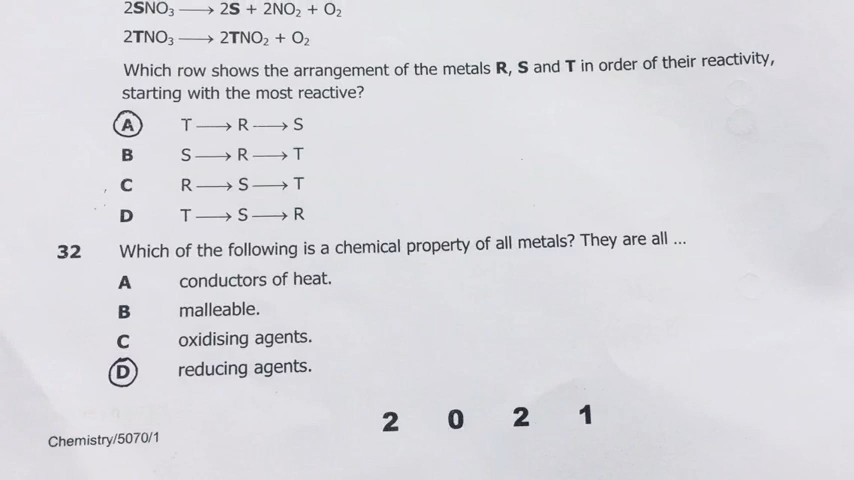 2SNO₃ ⟶ 2S + 2NO₂ + O₂
2TNO₃ ⟶ 2TNO₂ + O₂
Which row shows the arrangement of the metals R, S and T in order of their reactivity,
starting with the most reactive?
A T ⟶ R ⟶ S
B S ⟶ R ⟶ T
C R ⟶ S ⟶ T
D T ⟶ S ⟶ R
32 Which of the following is a chemical property of all metals? They are all ...
A conductors of heat.
B malleable.
C oxidising agents.
D reducing agents.
2 0 2 1
Chemistry/5070/1